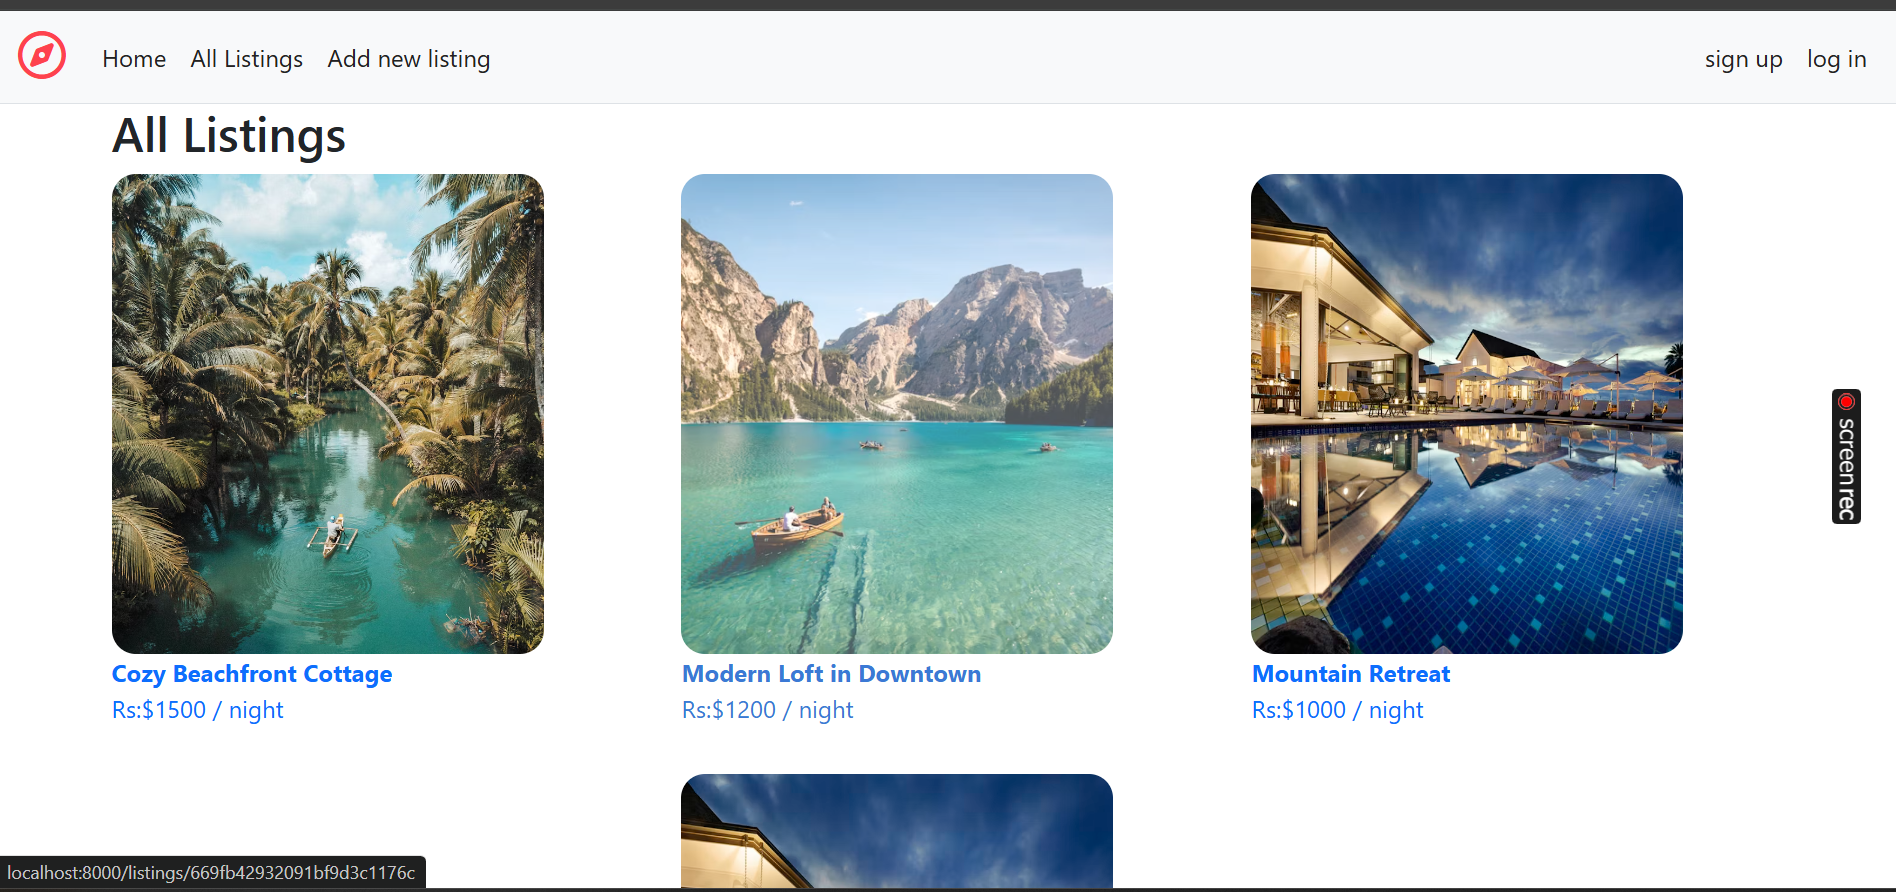 Home All Listings Add new listing sign up log in
All Listings
Cozy Beachfront Cottage
Rs:$1500 / night
Modern Loft in Downtown
Rs:$1200 / night
Mountain Retreat
Rs:$1000 / night
screenrec
localhost:8000/listings/669fb42932091bf9d3c1176c